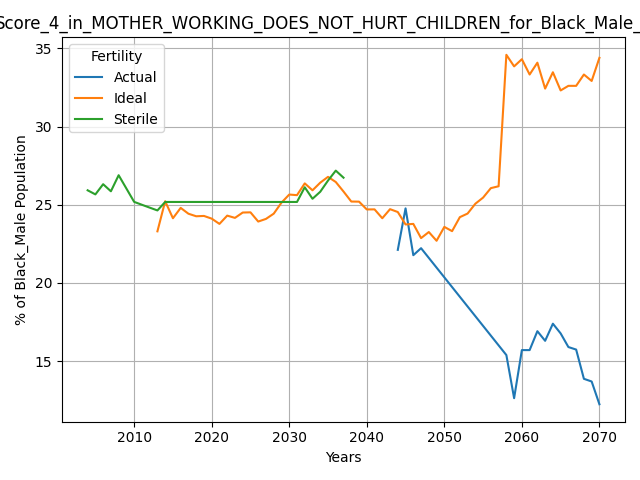 Score_4_in_MOTHER_WORKING_DOES_NOT_HURT_CHILDREN_for_Black_Male_
Fertility
Actual
Ideal
Sterile
% of Black_Male Population
35
30
25
20
15
2010
2020
2030
2040
2050
2060
2070
Years